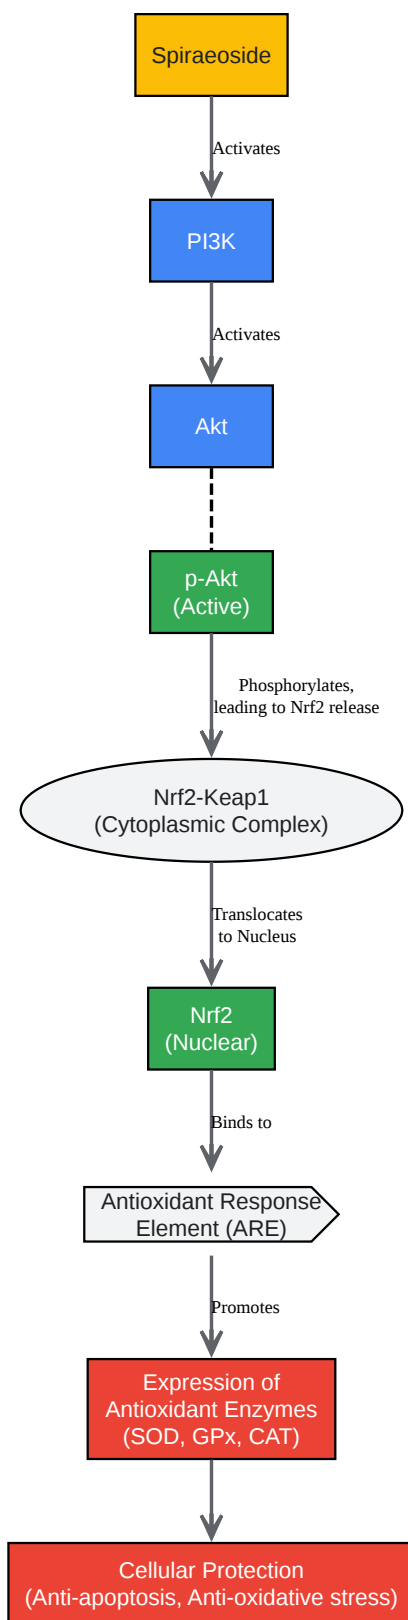 Spiraeoside
Activates
PI3K
Activates
Akt
p-Akt
(Active)
Phosphorylates,
leading to Nrf2 release
Nrf2-Keap1
(Cytoplasmic Complex)
Translocates
to Nucleus
Nrf2
(Nuclear)
Binds to
Antioxidant Response
Element (ARE)
Promotes
Expression of
Antioxidant Enzymes
(SOD, GPx, CAT)
Cellular Protection
(Anti-apoptosis, Anti-oxidative stress)